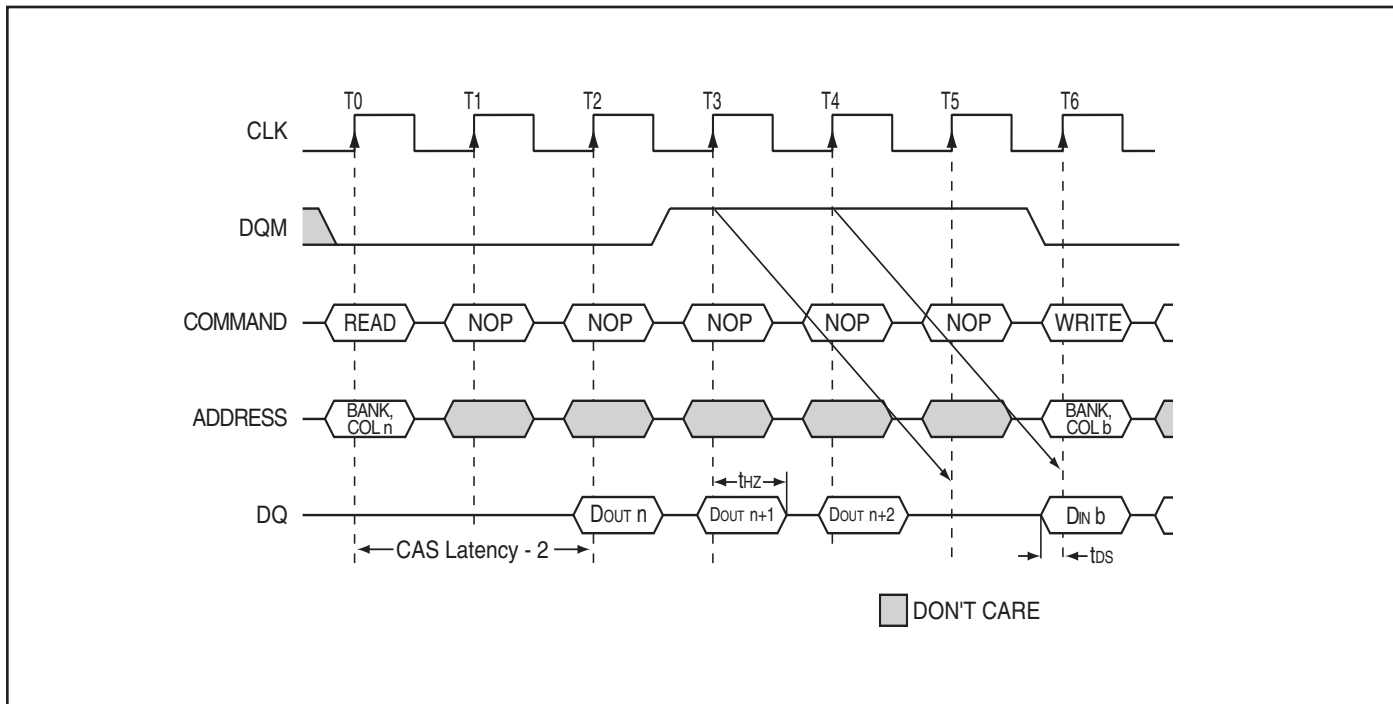 T0 T1 T2 T3 T4 T5 T6
CLK
DQM
COMMAND READ NOP NOP NOP NOP NOP WRITE
ADDRESS BANK, COL n BANK, COL b
tHZ
DQ DOUT n DOUT n+1 DOUT n+2 DIN b
CAS Latency - 2 tDS
DON'T CARE